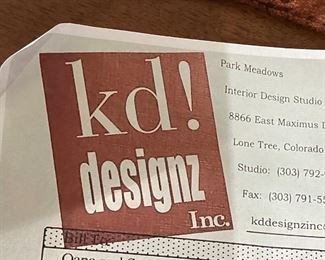 kd!
designz
Inc.
Park Meadows
Interior Design Studio
8866 East Maximus
Lone Tree, Colorado
Studio: (303) 792-
Fax: (303) 791-55
kddesignzinc@